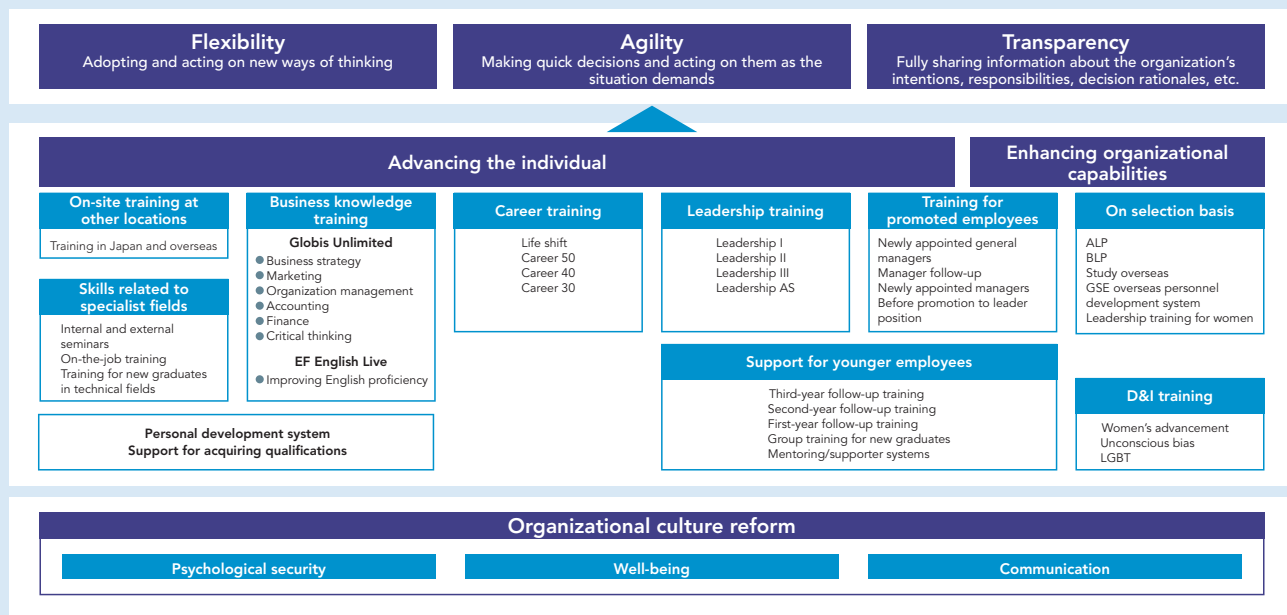 Flexibility
Adopting and acting on new ways of thinking
Agility
Making quick decisions and acting on them as the
situation demands
Transparency
Fully sharing information about the organization's
intentions, responsibilities, decision rationales, etc.
Advancing the individual
Enhancing organizational
capabilities
On-site training at
other locations
Training in Japan and overseas
Skills related to
specialist fields
Internal and external
seminars
On-the-job training
Training for new graduates
in technical fields
Business knowledge
training
Globis Unlimited
● Business strategy
● Marketing
● Organization management
● Accounting
● Finance
● Critical thinking
EF English Live
● Improving English proficiency
Personal development system
Support for acquiring qualifications
Career training
Life shift
Career 50
Career 40
Career 30
Leadership training
Leadership I
Leadership II
Leadership III
Leadership AS
Training for
promoted employees
Newly appointed general
managers
Manager follow-up
Newly appointed managers
Before promotion to leader
position
Support for younger employees
Third-year follow-up training
Second-year follow-up training
First-year follow-up training
Group training for new graduates
Mentoring/supporter systems
On selection basis
ALP
BLP
Study overseas
GSE overseas personnel
development system
Leadership training for women
D&I training
Women's advancement
Unconscious bias
LGBT
Organizational culture reform
Psychological security
Well-being
Communication